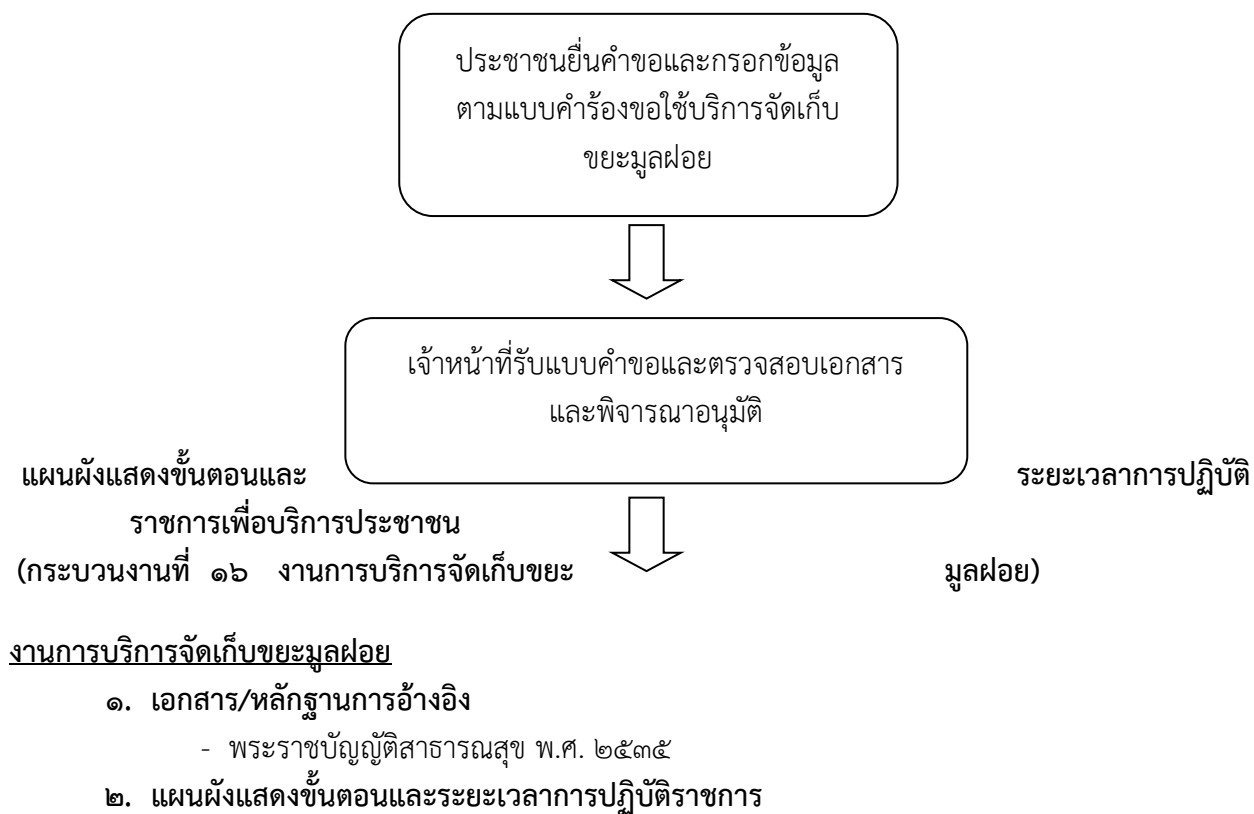 ประชาชนยื่นคำขอและกรอกข้อมูล
ตามแบบคำร้องขอใช้บริการจัดเก็บ
ขยะมูลฝอย
เจ้าหน้าที่รับแบบคำขอและตรวจสอบเอกสาร
และพิจารณาอนุมัติ
แผนผังแสดงขั้นตอนและ ระยะเวลาการปฏิบัติ
ราชการเพื่อบริการประชาชน
(กระบวนงานที่ ๑๖ งานการบริการจัดเก็บขยะ มูลฝอย)
งานการบริการจัดเก็บขยะมูลฝอย
๑. เอกสาร/หลักฐานการอ้างอิง
- พระราชบัญญัติสาธารณสุข พ.ศ. ๒๕๓๕
๒. แผนผังแสดงขั้นตอนและระยะเวลาการปฏิบัติราชการ